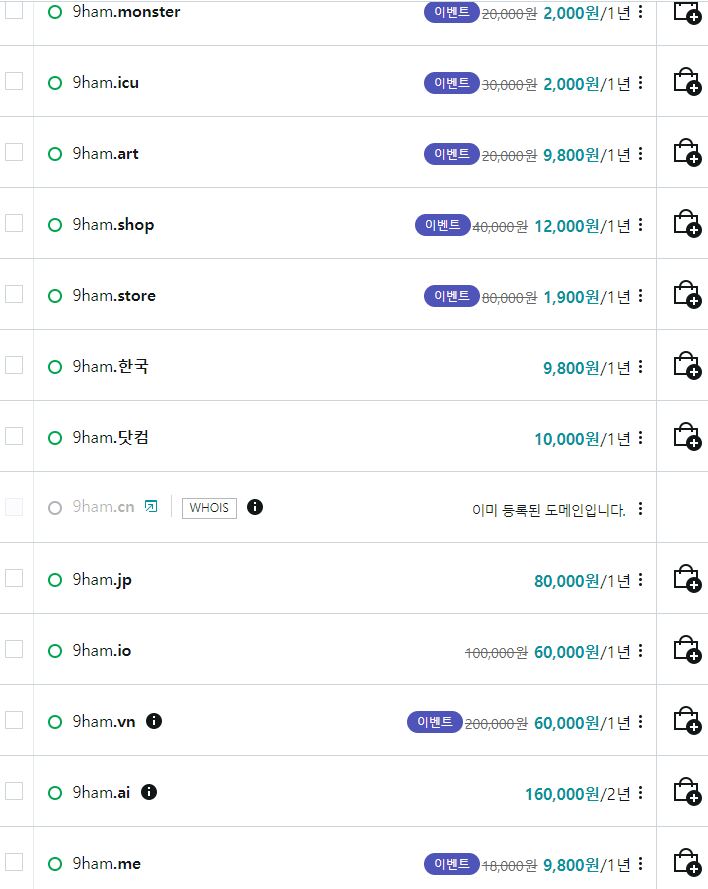 9ham.monster 이벤트 20,000원 2,000원/1년
9ham.icu 이벤트 30,000원 2,000원/1년
9ham.art 이벤트 20,000원 9,800원/1년
9ham.shop 이벤트 40,000원 12,000원/1년
9ham.store 이벤트 80,000원 1,900원/1년
9ham.한국 9,800원/1년
9ham.닷컴 10,000원/1년
9ham.cn WHOIS 이미 등록된 도메인입니다.
9ham.jp 80,000원/1년
9ham.io 100,000원 60,000원/1년
9ham.vn 이벤트 200,000원 60,000원/1년
9ham.ai 160,000원/2년
9ham.me 이벤트 18,000원 9,800원/1년